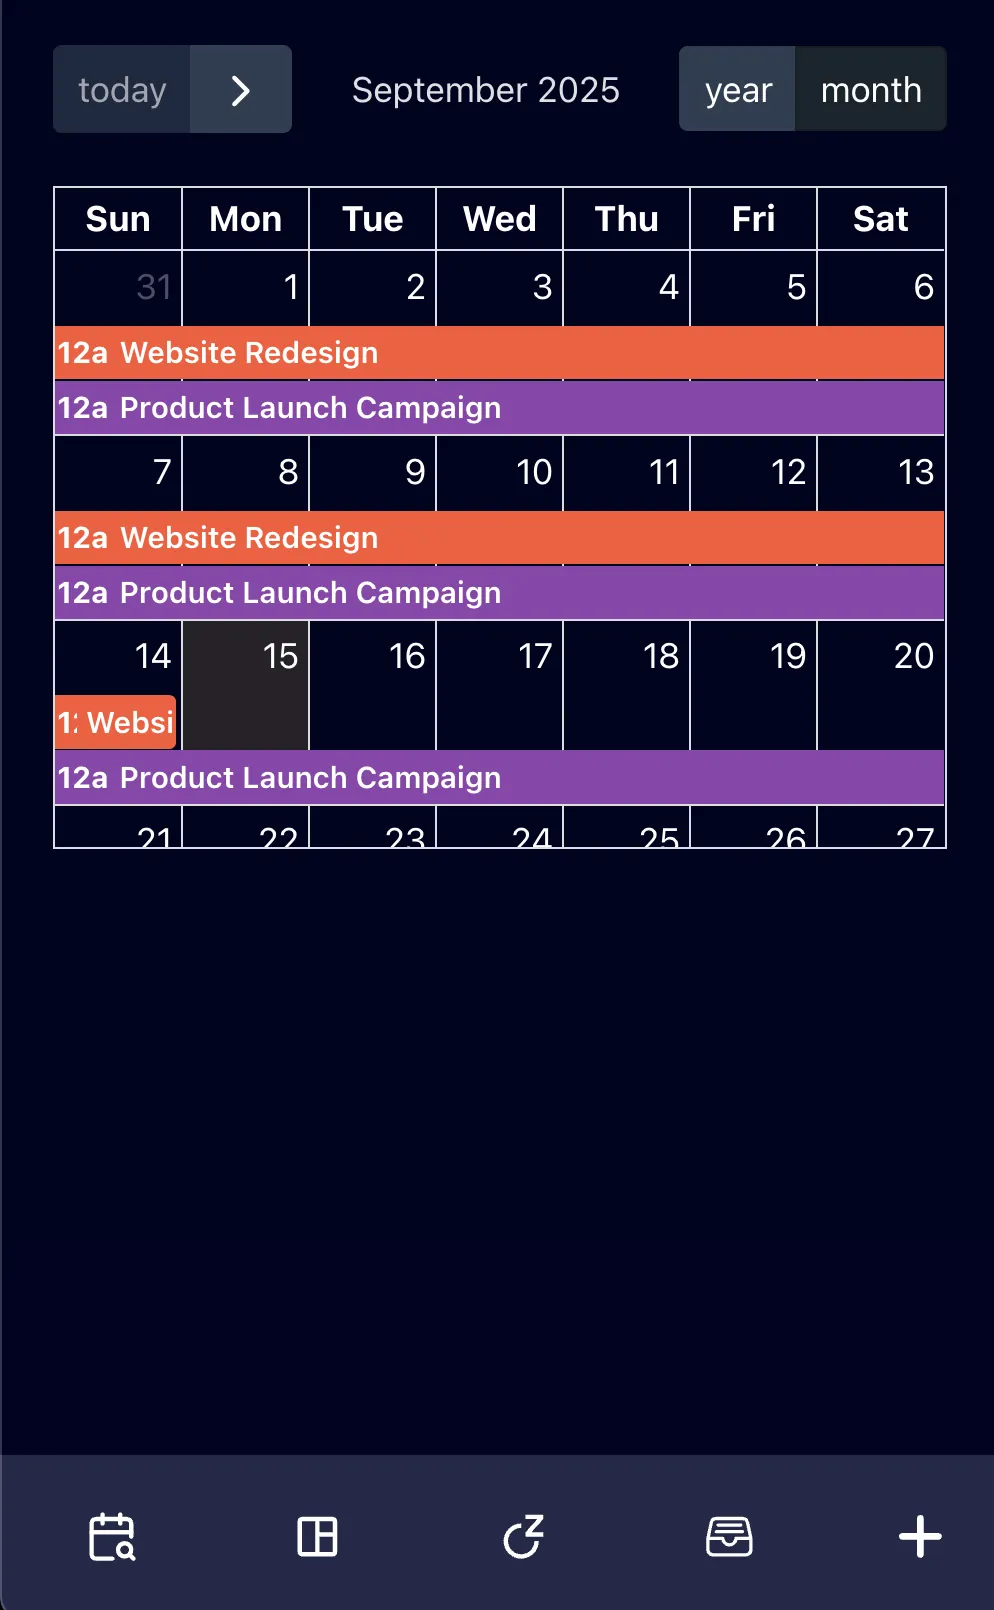 today September 2025 year month
Sun Mon Tue Wed Thu Fri Sat
31 1 2 3 4 5 6
12a Website Redesign
12a Product Launch Campaign
7 8 9 10 11 12 13
12a Website Redesign
12a Product Launch Campaign
14 15 16 17 18 19 20
12 Websi
12a Product Launch Campaign
21 22 23 24 25 26 27